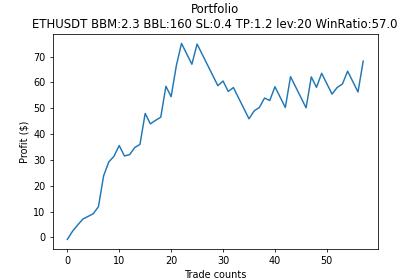 Portfolio
ETHUSDT BBM:2.3 BBL:160 SL:0.4 TP:1.2 lev:20 WinRatio:57.0
70
60
50
40
30
20
10
0
Profit ($)
0 10 20 30 40 50
Trade counts